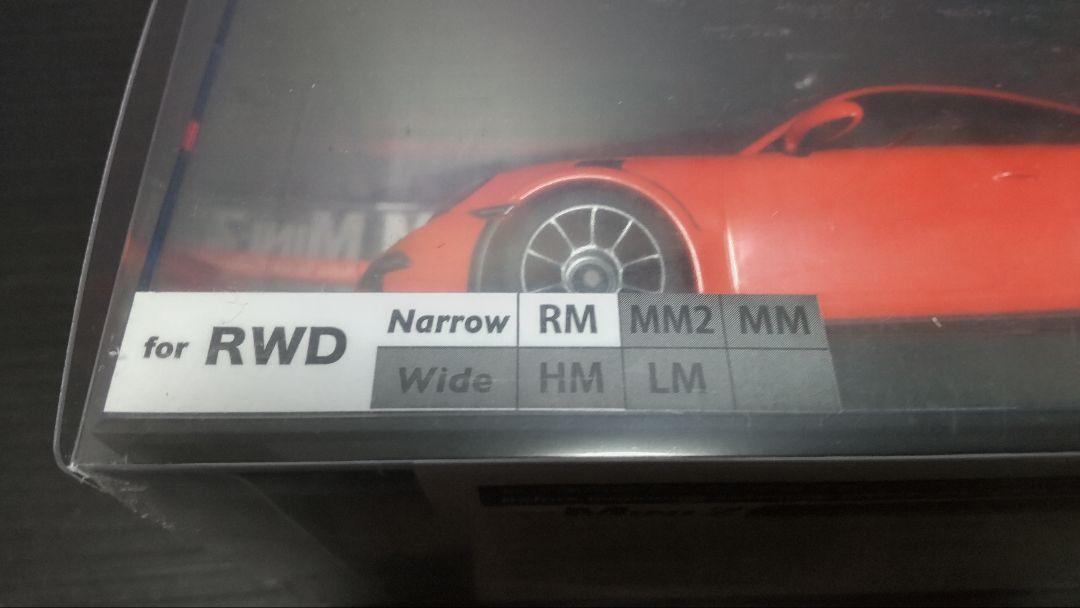 for RWD
Narrow RM MM2 MM
Wide HM LM